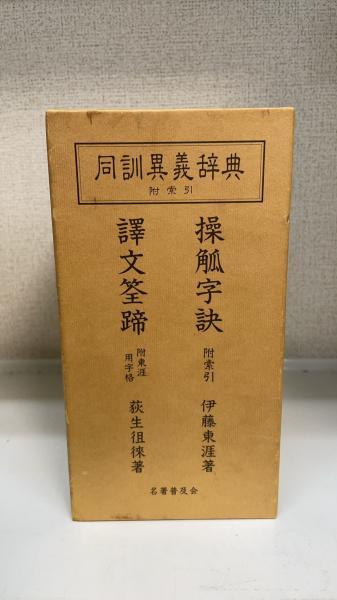 同訓異義辞典
附索引
操觚字訣
附索引
伊藤東涯著
譯文筌蹄
附東涯
用字格
荻生徂徠著
名著普及会